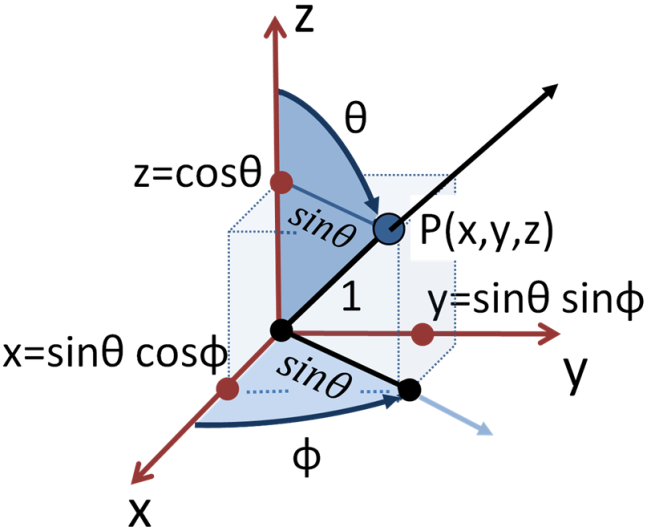 z
θ
z=cosθ
sinθ
P(x,y,z)
1
y=sinθ sinϕ
x=sinθ cosϕ
sinθ
y
ϕ
x